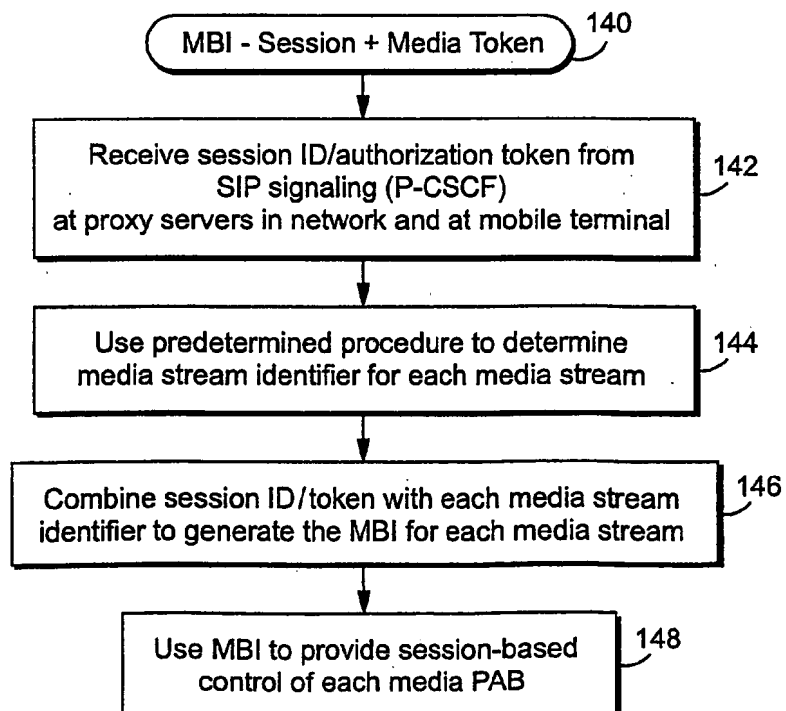 MBI - Session + Media Token
140
Receive session ID/authorization token from
SIP signaling (P-CSCF)
at proxy servers in network and at mobile terminal
142
Use predetermined procedure to determine
media stream identifier for each media stream
144
Combine session ID/token with each media stream
identifier to generate the MBI for each media stream
146
Use MBI to provide session-based
control of each media PAB
148